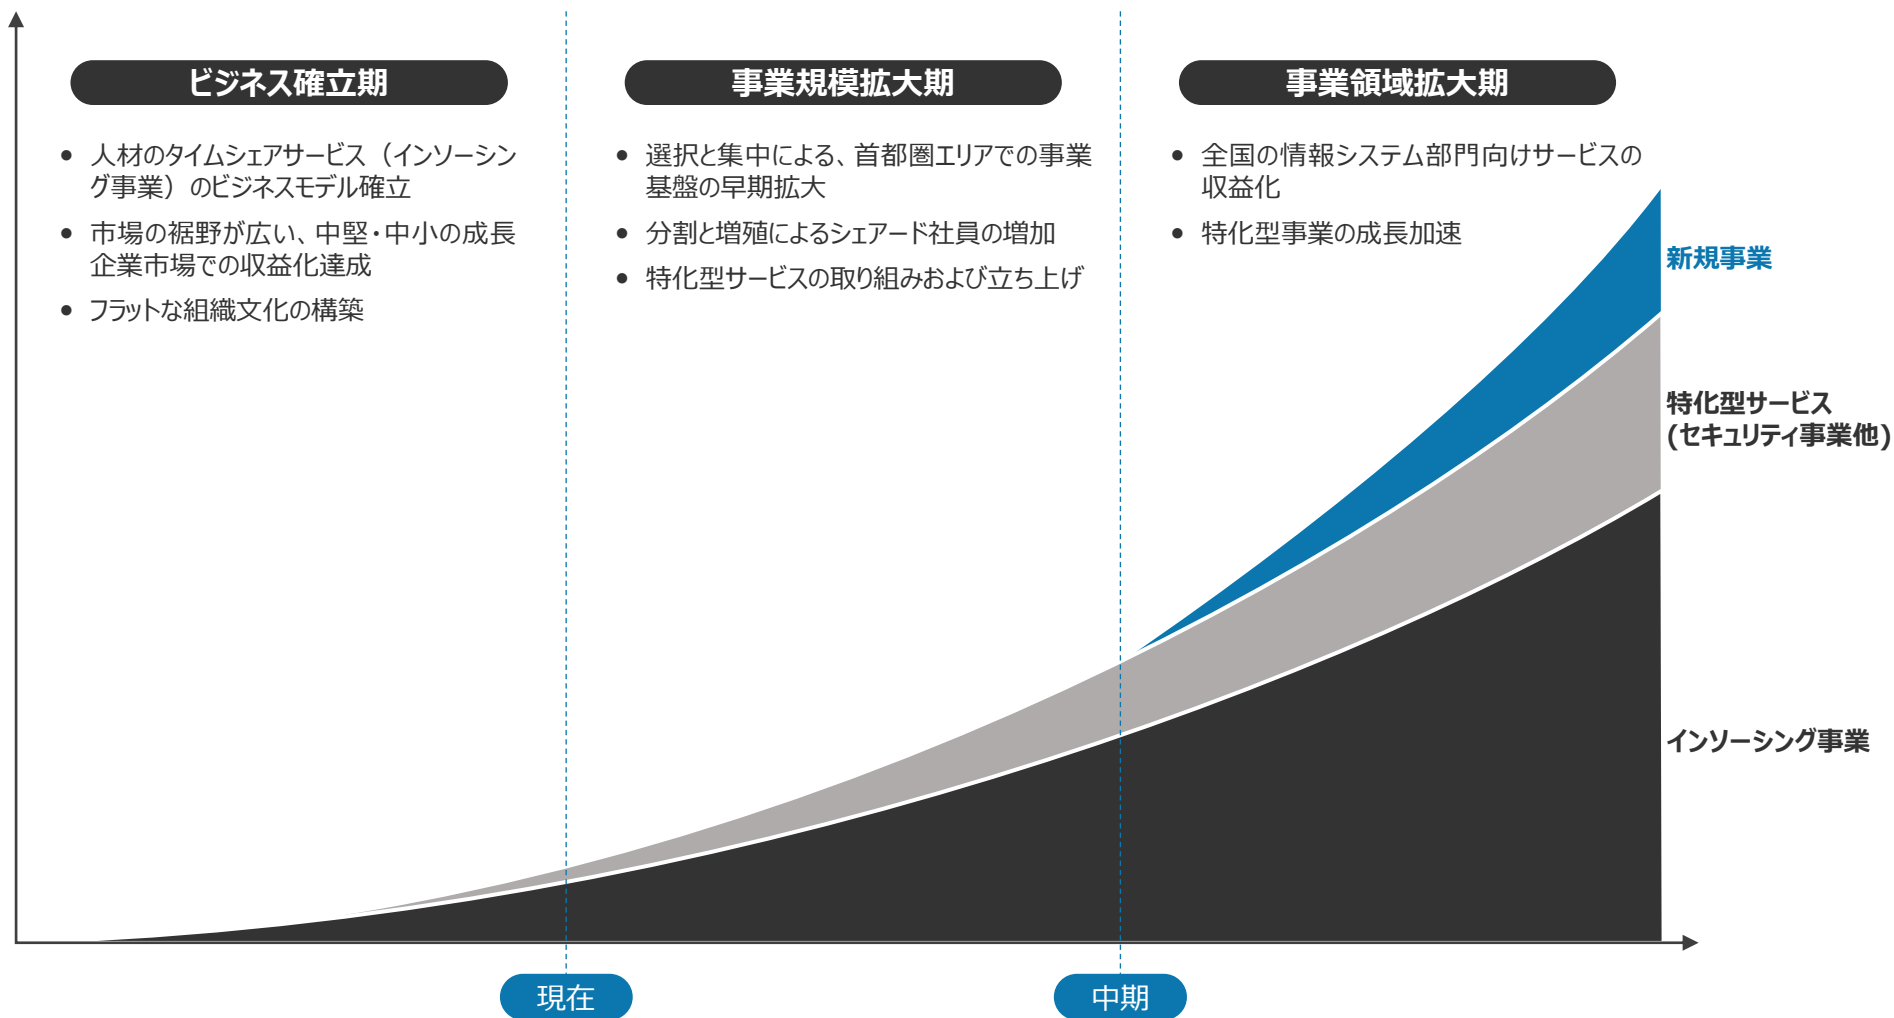 ビジネス確立期
• 人材のタイムシェアサービス（インソーシン
グ事業）のビジネスモデル確立
• 市場の裾野が広い、中堅・中小の成長
企業市場での収益化達成
• フラットな組織文化の構築
事業規模拡大期
• 選択と集中による、首都圏エリアでの事業
基盤の早期拡大
• 分割と増殖によるシェアード社員の増加
• 特化型サービスの取り組みおよび立ち上げ
事業領域拡大期
• 全国の情報システム部門向けサービスの
収益化
• 特化型事業の成長加速
新規事業
特化型サービス
(セキュリティ事業他)
インソーシング事業
現在
中期